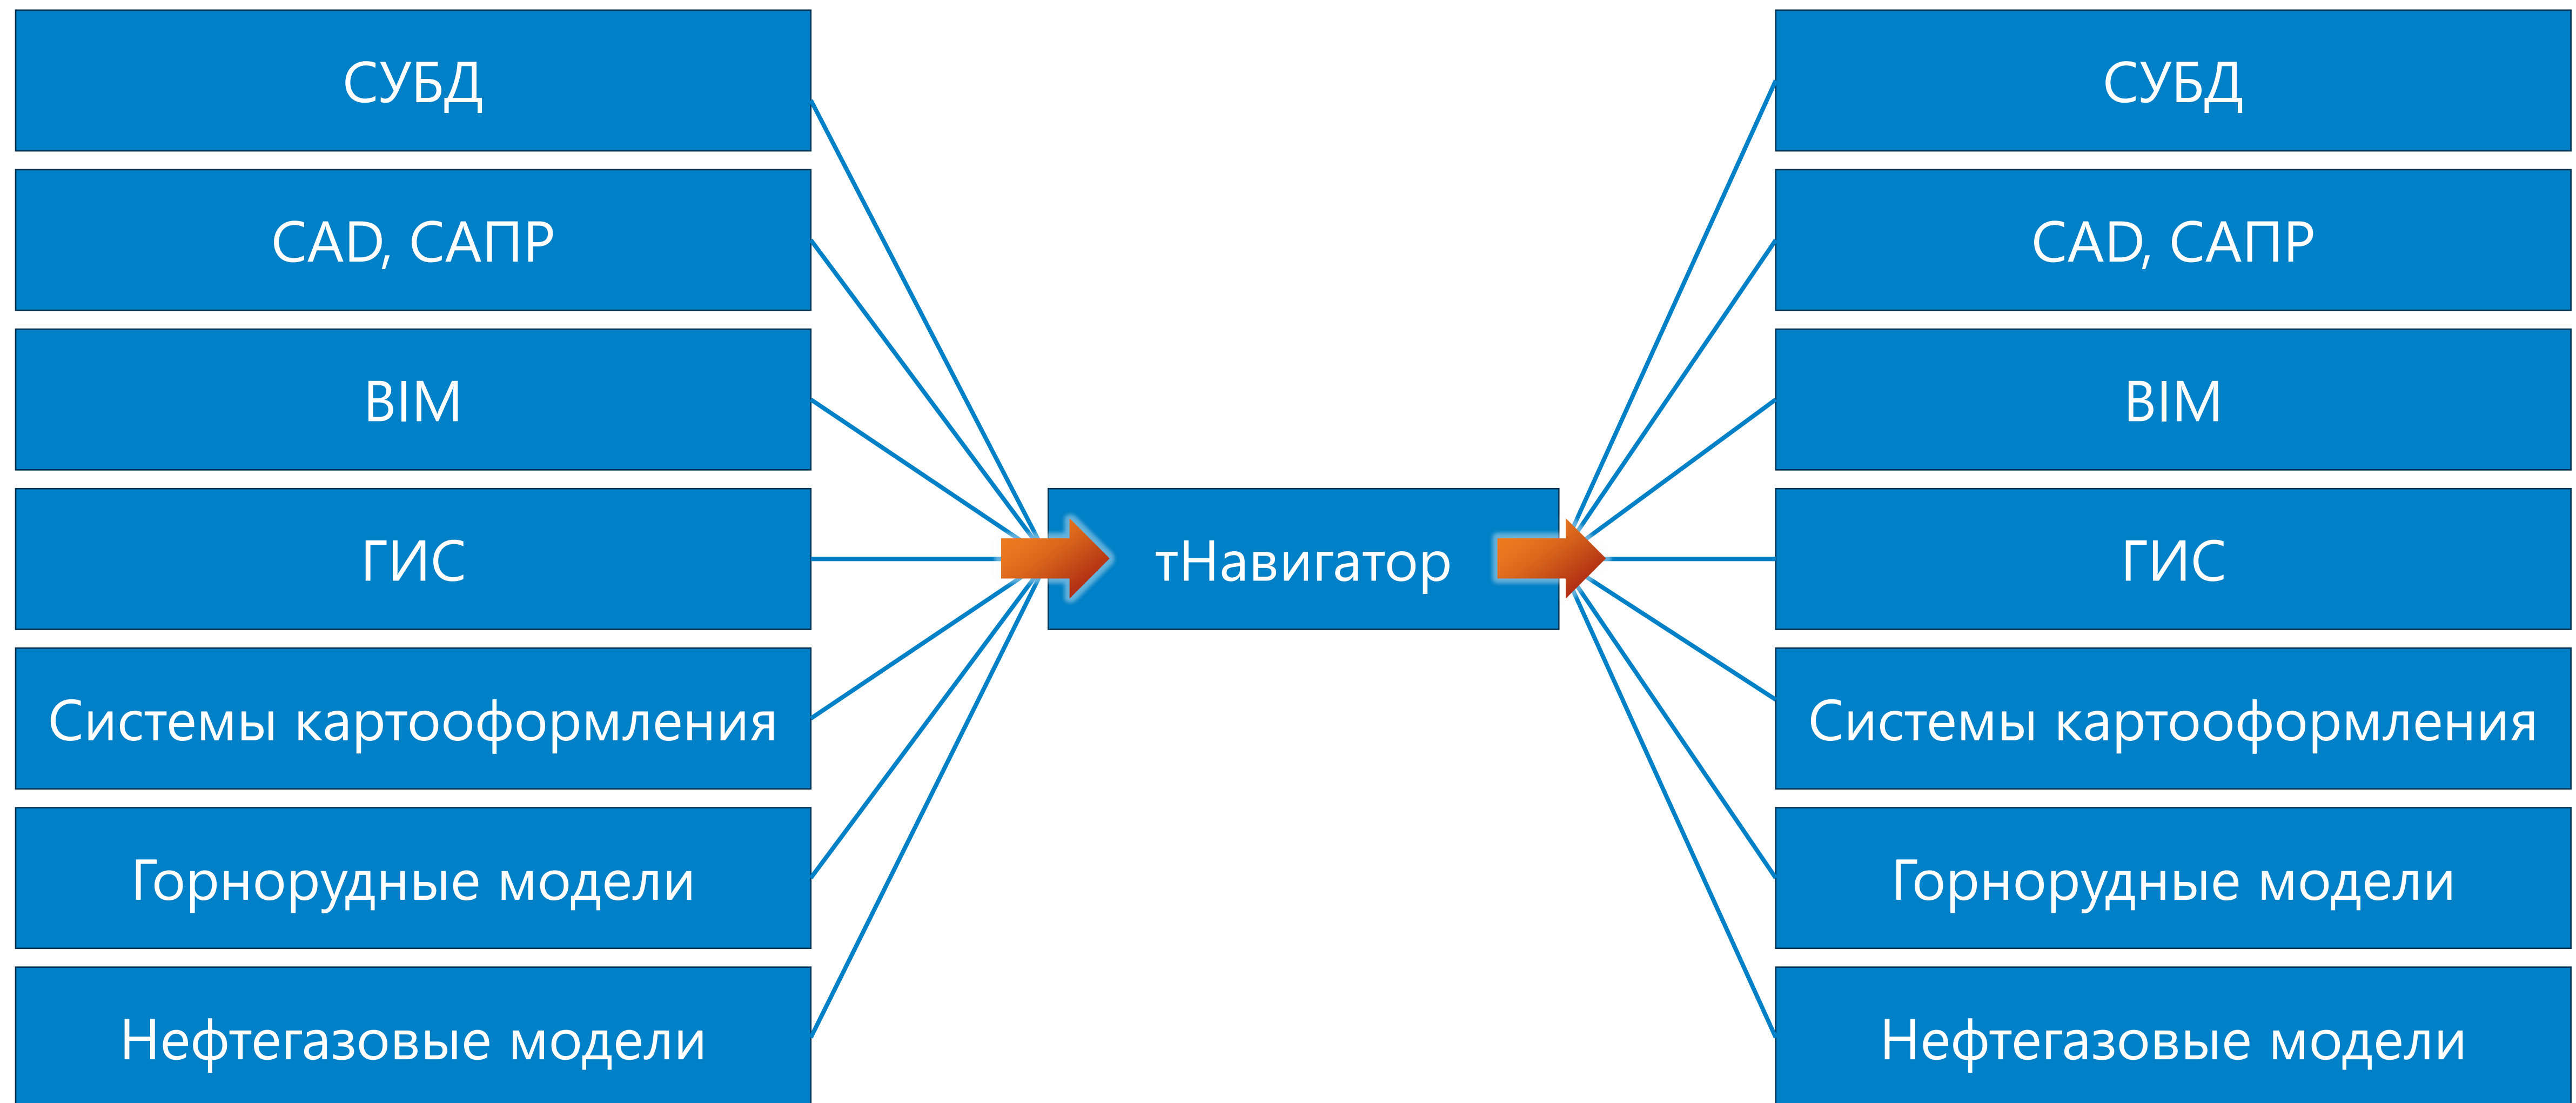 СУБД
CAD, САПР
BIM
ГИС
Системы картооформления
Горнорудные модели
Нефтегазовые модели
тНавигатор
СУБД
CAD, САПР
BIM
ГИС
Системы картооформления
Горнорудные модели
Нефтегазовые модели